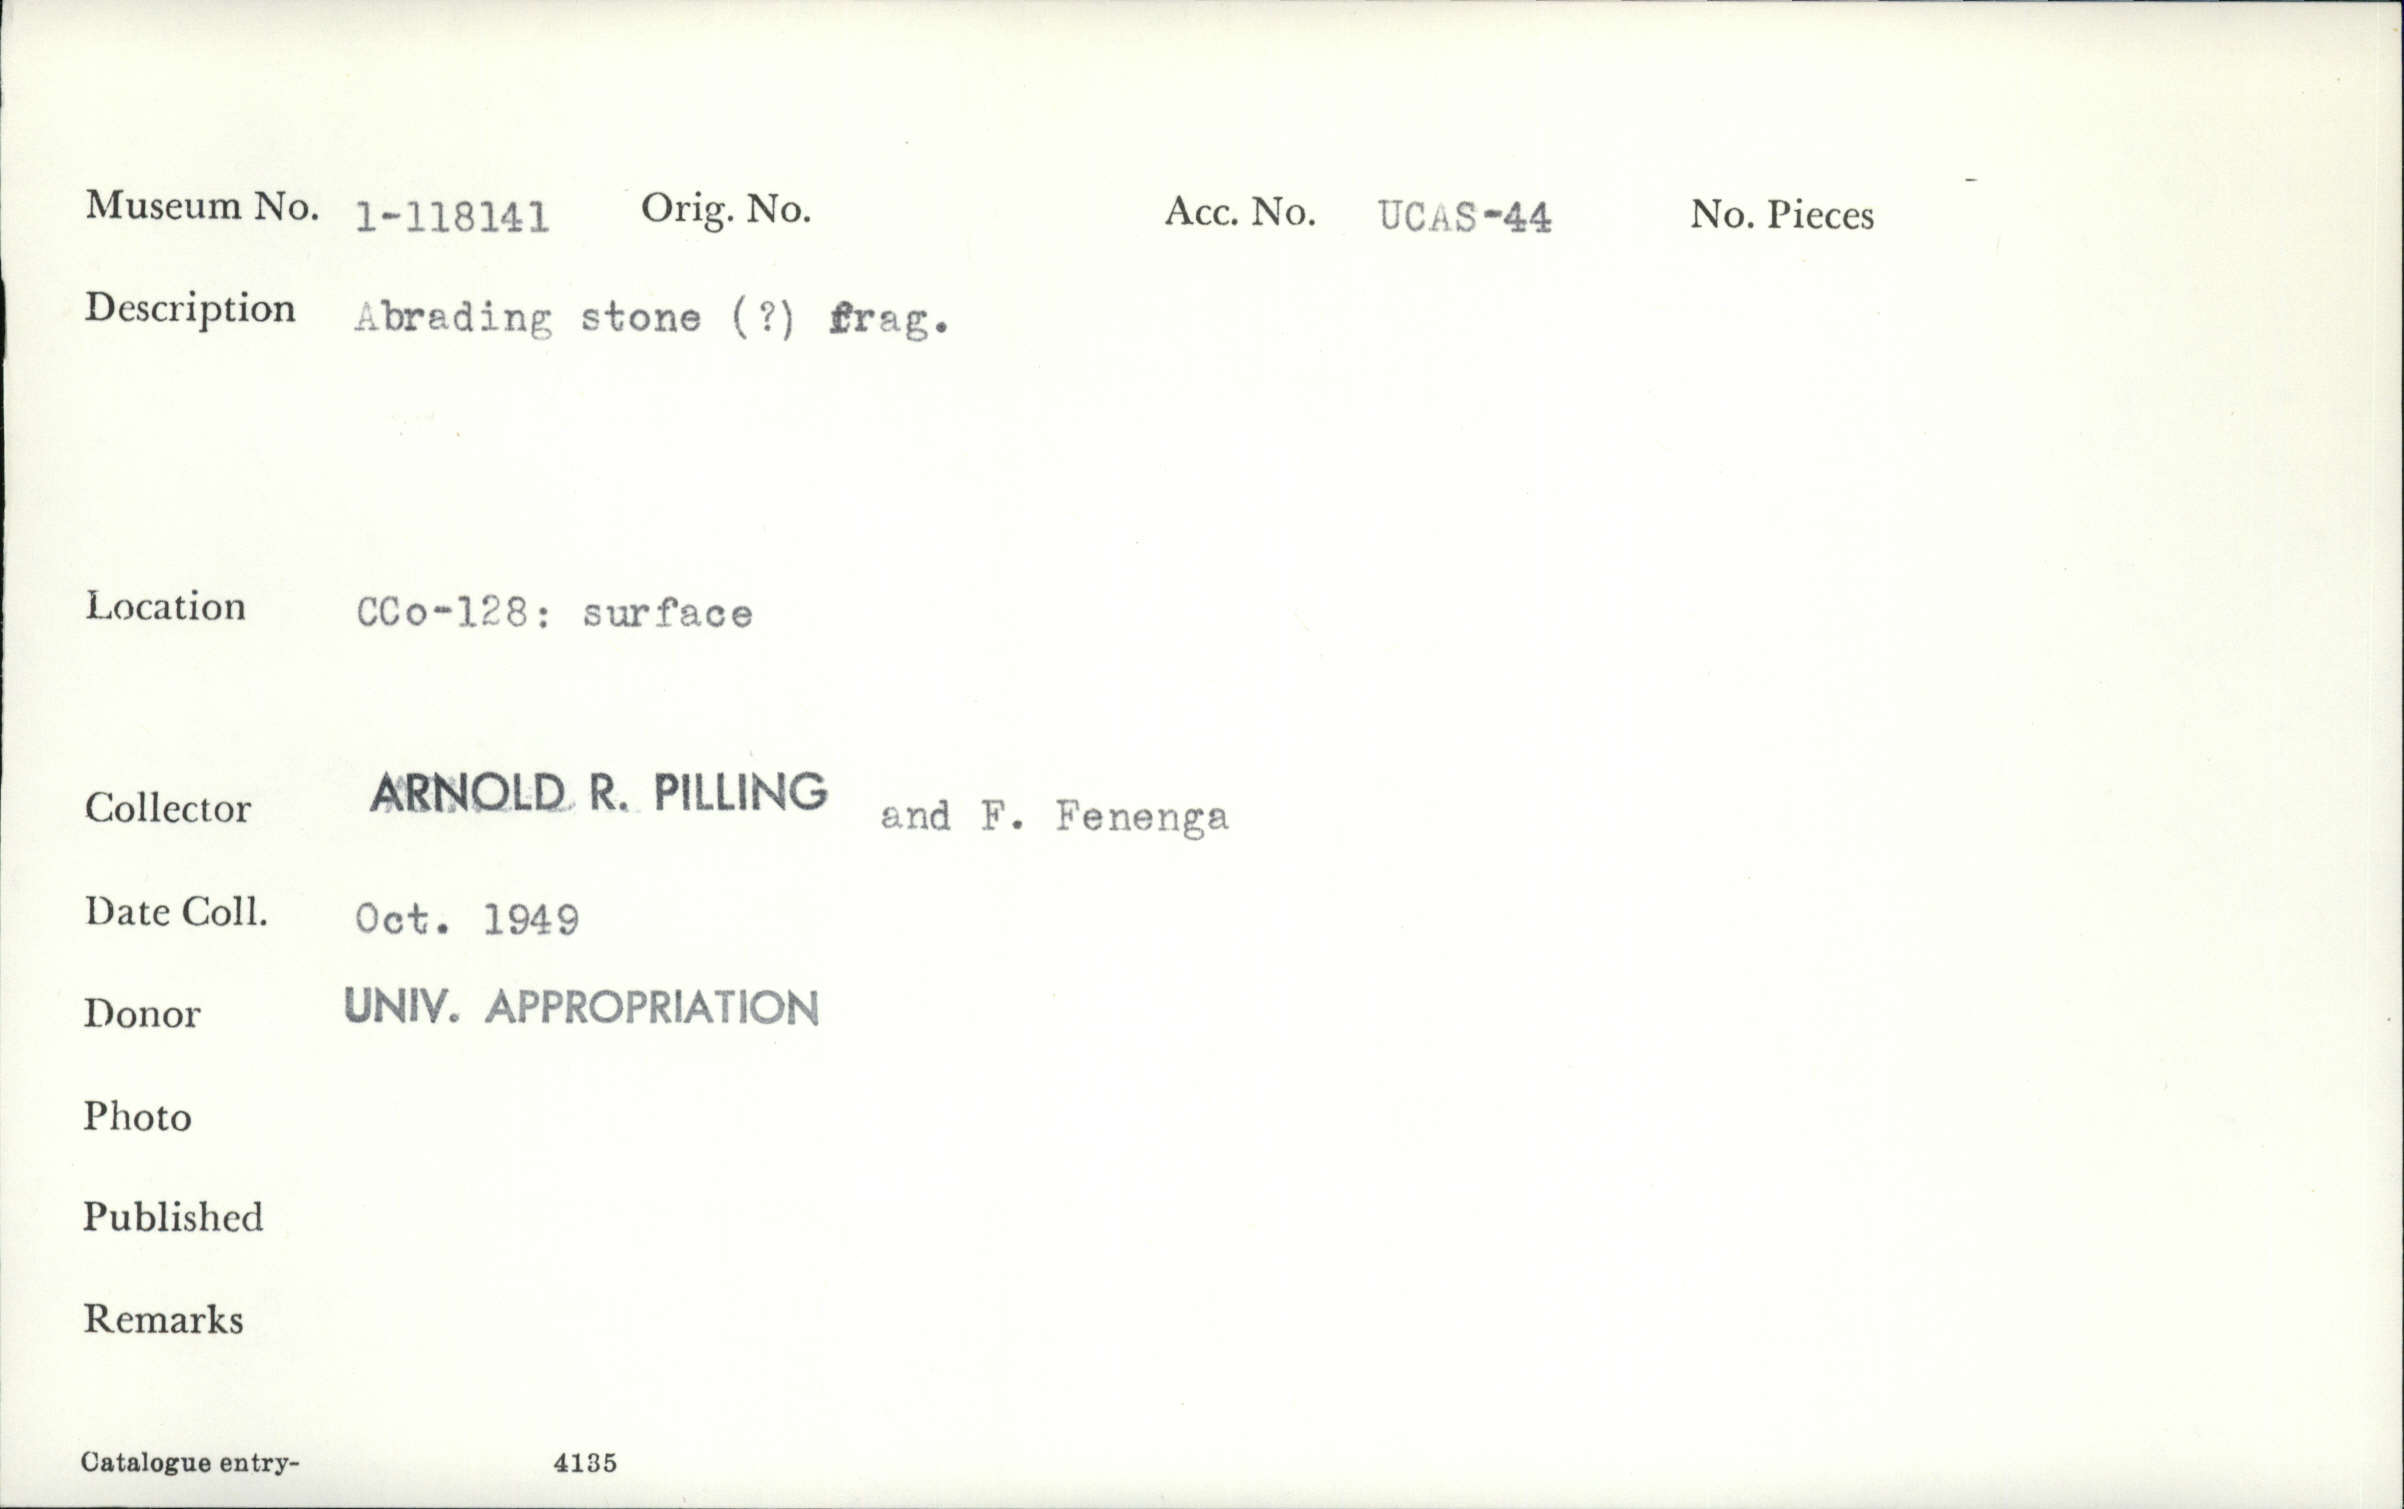 Museum No. 1-118141 Orig. No. Acc. No. UCAS-44 No. Pieces
Description Abrading stone (?) frag.
Location CCo-128: surface
Collector ARNOLD R. PILLING and F. Fenenga
Date Coll. Oct. 1949
Donor UNIV. APPROPRIATION
Photo
Published
Remarks
Catalogue entry- 4135